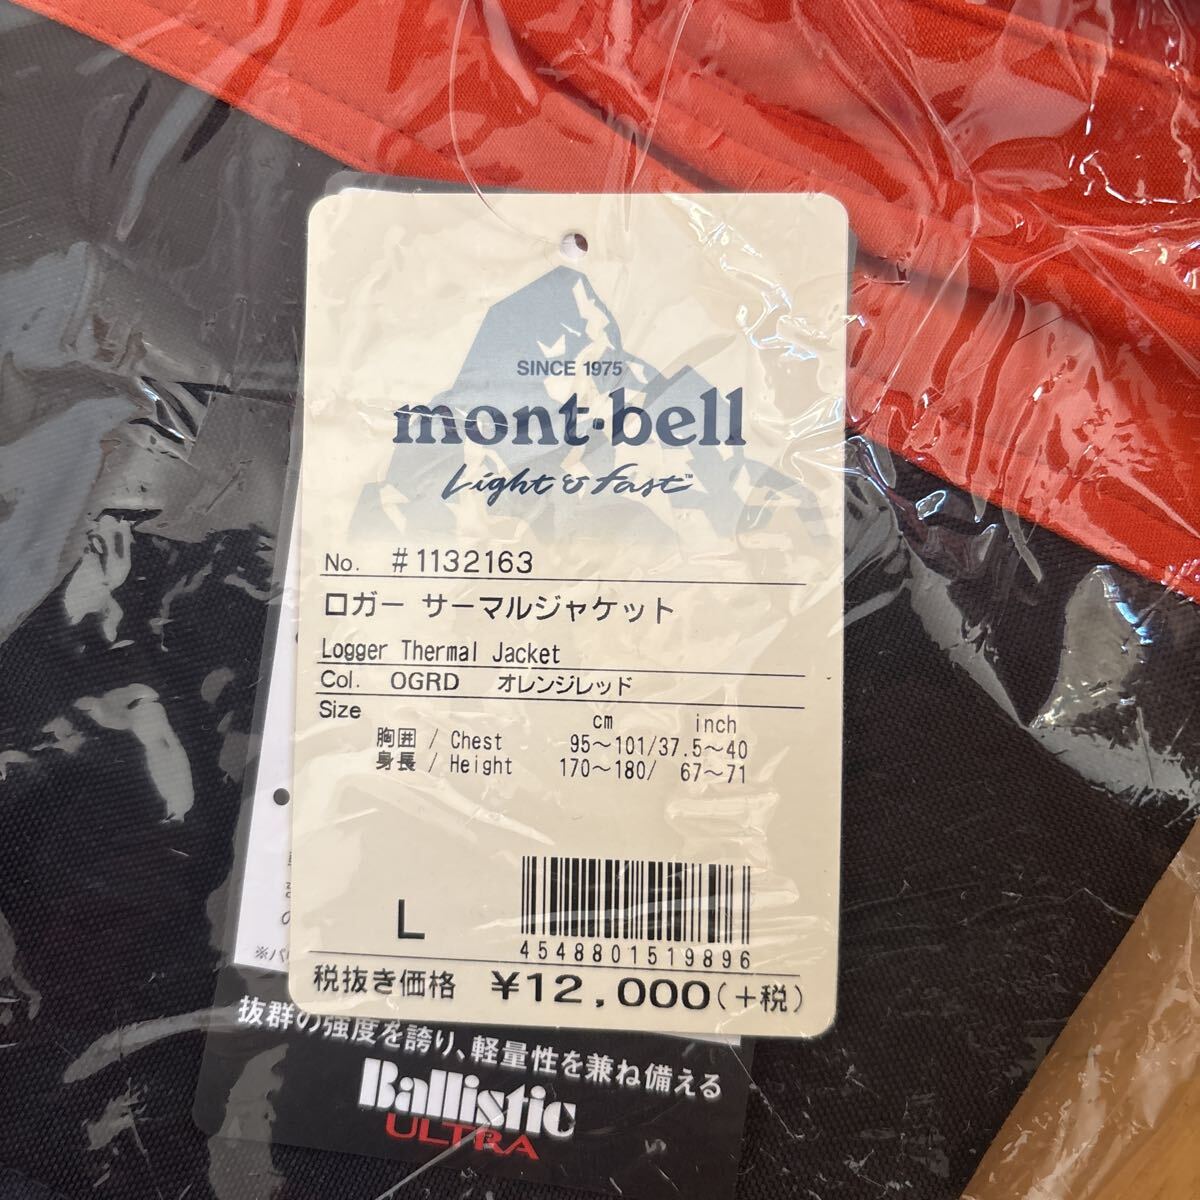 SINCE 1975
mont-bell
Light & fast™
No. #1132163
ロガー サーマルジャケット
Logger Thermal Jacket
Col. OGRD オレンジレッド
Size
cm inch
胸囲 / Chest 95～101/37.5～40
身長 / Height 170～180/ 67～71
L
4548801519896
税抜き価格 ¥12,000(+税)
の
※パ
抜群の強度を誇り、軽量性を兼ね備える
Ballistic
ULTRA